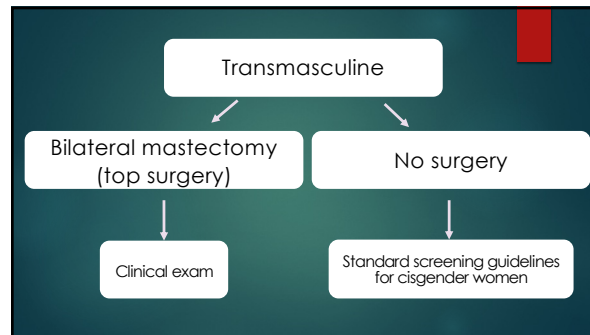 Transmasculine
Bilateral mastectomy
(top surgery)
No surgery
Clinical exam
Standard screening guidelines
for cisgender women